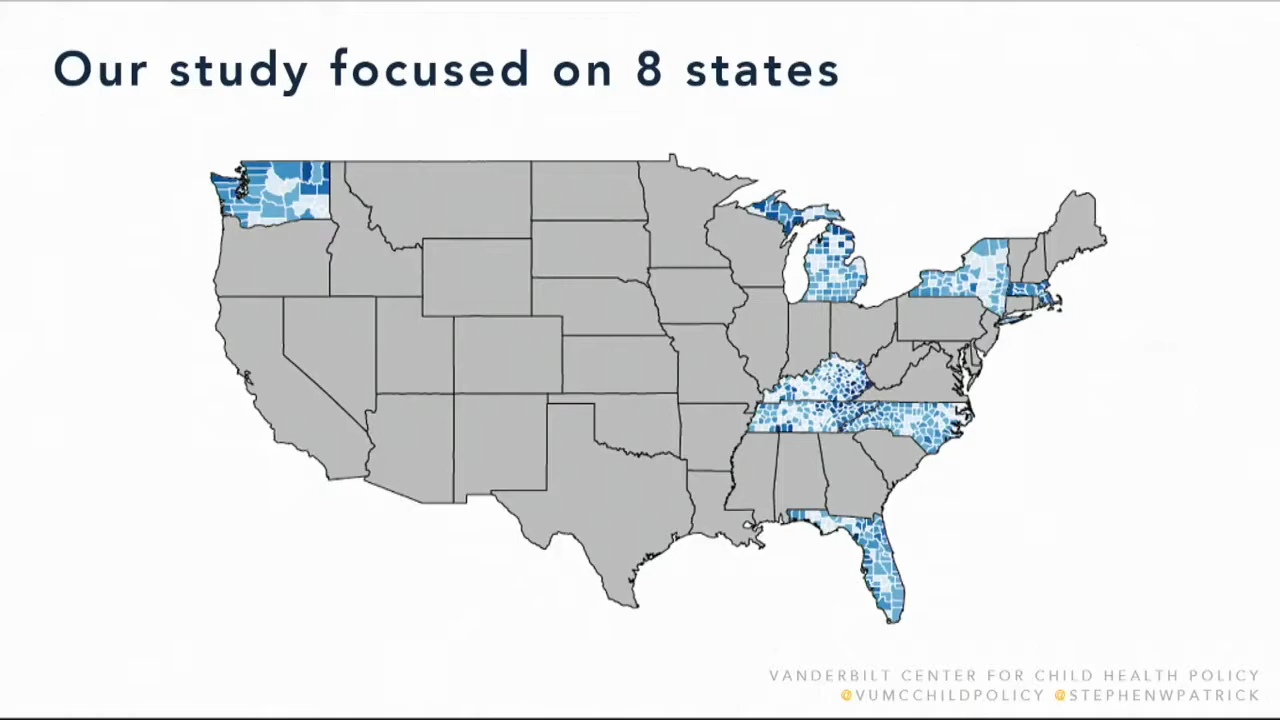 Our study focused on 8 states
VANDERBILT CENTER FOR CHILD HEALTH POLICY
@VUMCCHILDPOLICY @STEPHENWPATRICK